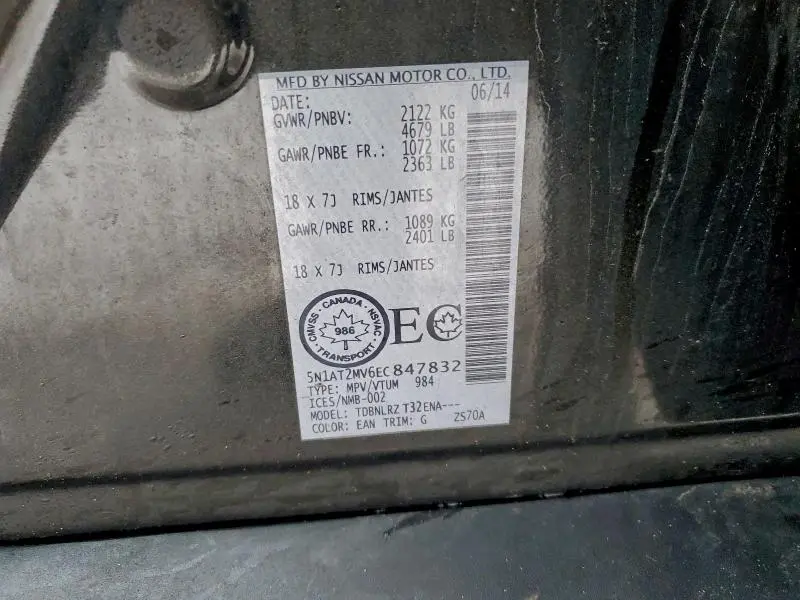 MFD BY NISSAN MOTOR CO., LTD.
DATE: 06/14
GVWR/PNBV: 2122 KG
4679 LB
GAWR/PNBE FR.: 1072 KG
2363 LB
18 X 7J RIMS/JANTES
GAWR/PNBE RR.: 1089 KG
2401 LB
18 X 7J RIMS/JANTES
CMVSS · CANADA · NSVAC · TRANSPORT ·
986
EC
5N1AT2MV6EC847832
TYPE: MPV/VTUM 984
ICES/NMB-002
MODEL: TDBNLRZ T32ENA---
COLOR: EAN TRIM: G ZS70A